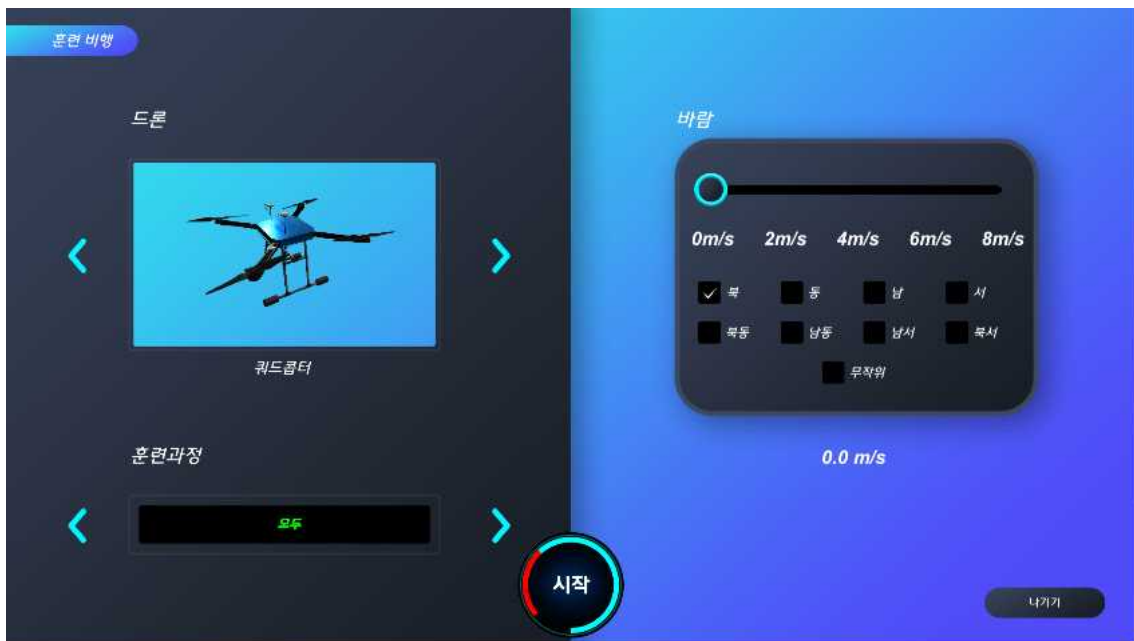 훈련 비행
드론
쿼드콥터
훈련과정
모두
시작
바람
0m/s 2m/s 4m/s 6m/s 8m/s
북 동 남 서
북동 남동 남서 북서
무작위
0.0 m/s
나가기